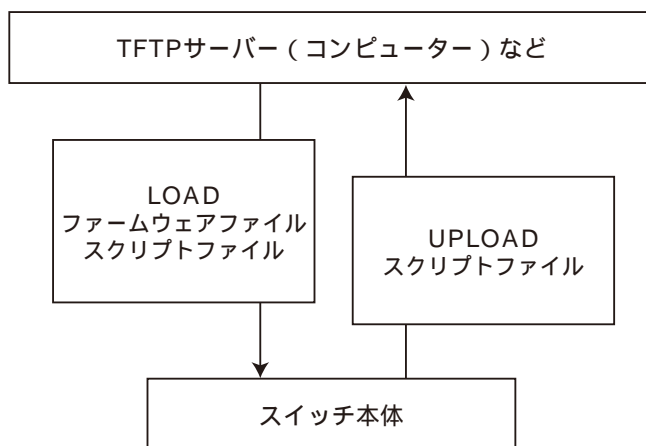 TFTPサーバー ( コンピューター ) など
LOAD
ファームウェアファイル
スクリプトファイル
UPLOAD
スクリプトファイル
スイッチ本体